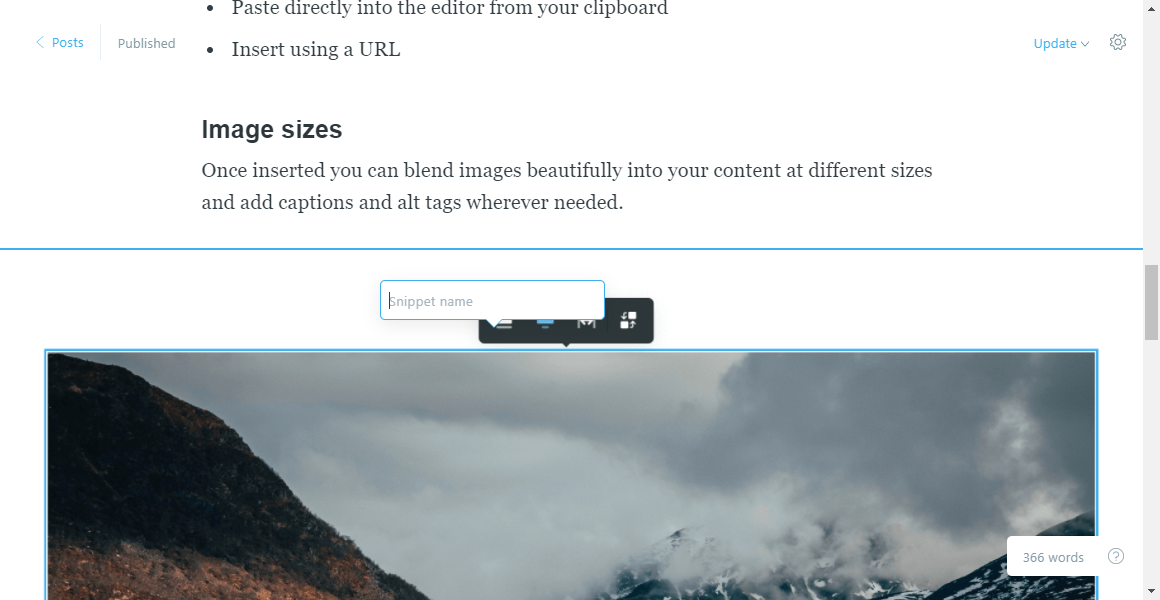 Paste directly into the editor from your clipboard
Posts
Published
Insert using a URL
Update
Image sizes
Once inserted you can blend images beautifully into your content at different sizes
and add captions and alt tags wherever needed.
Snippet name
366 words
?